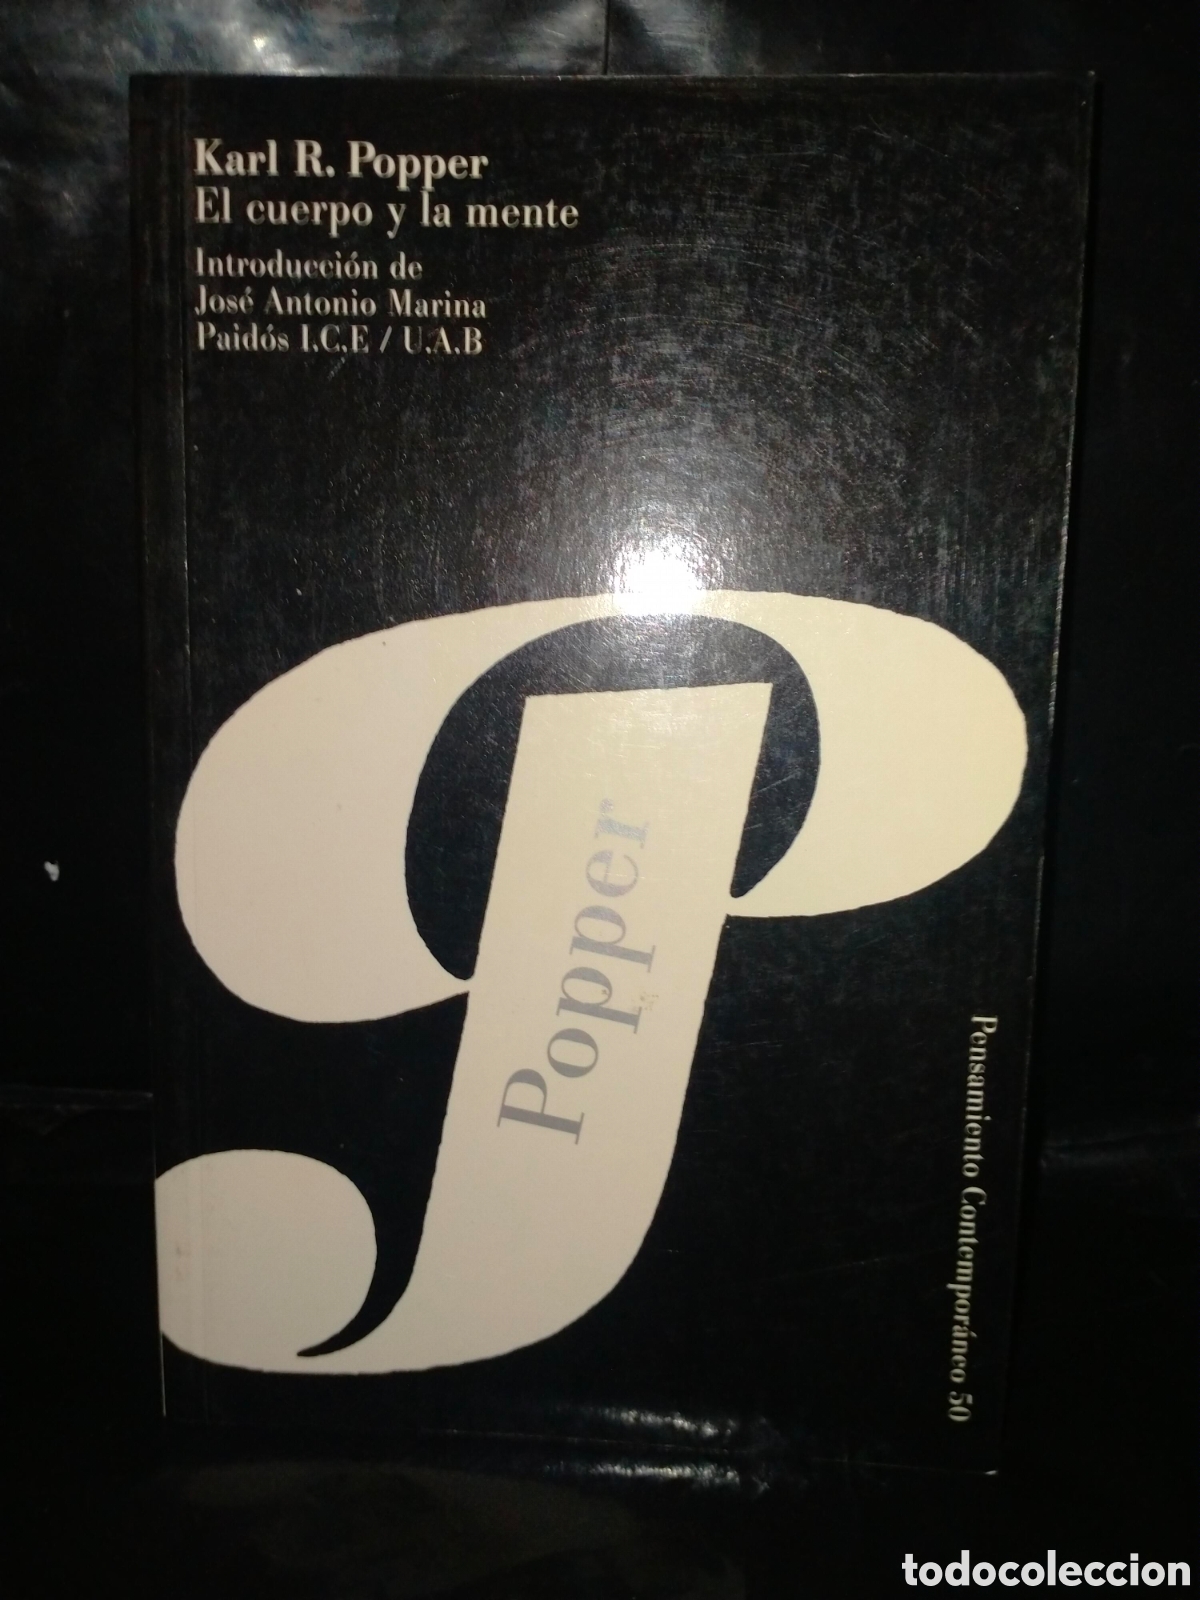 Karl R. Popper
El cuerpo y la mente
Introducción de
José Antonio Marina
Paidós I.C.E / U.A.B
Popper
Pensamiento Contemporáneo 50
todocoleccion